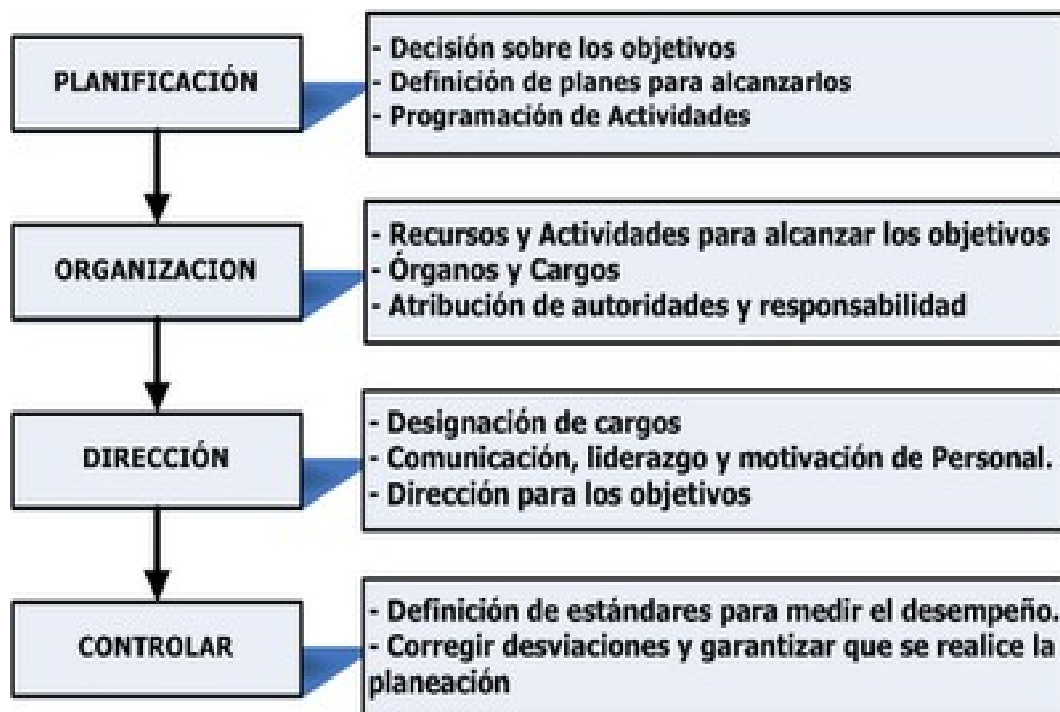 PLANIFICACIÓN
- Decisión sobre los objetivos
- Definición de planes para alcanzarlos
- Programación de Actividades
ORGANIZACION
- Recursos y Actividades para alcanzar los objetivos
- Órganos y Cargos
- Atribución de autoridades y responsabilidad
DIRECCIÓN
- Designación de cargos
- Comunicación, liderazgo y motivación de Personal.
- Dirección para los objetivos
CONTROLAR
- Definición de estándares para medir el desempeño.
- Corregir desviaciones y garantizar que se realice la
planeación